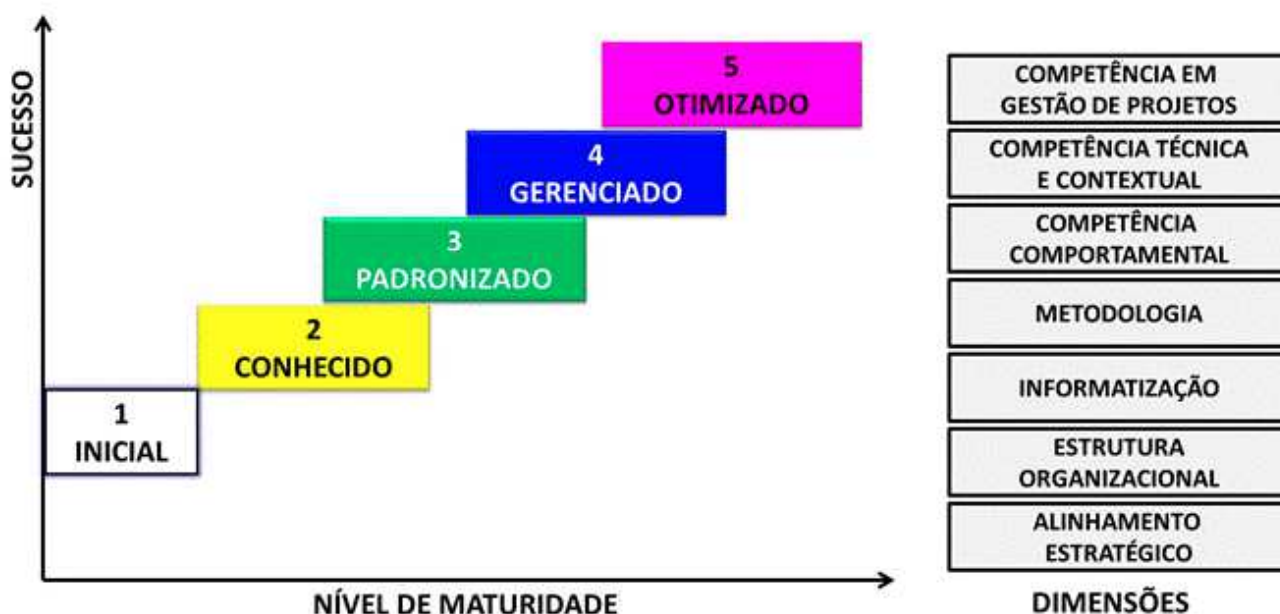 SUCESSO
5
OTIMIZADO
4
GERENCIADO
3
PADRONIZADO
2
CONHECIDO
1
INICIAL
NÍVEL DE MATURIDADE
COMPETÊNCIA EM
GESTÃO DE PROJETOS
COMPETÊNCIA TÉCNICA
E CONTEXTUAL
COMPETÊNCIA
COMPORTAMENTAL
METODOLOGIA
INFORMATIZAÇÃO
ESTRUTURA
ORGANIZACIONAL
ALINHAMENTO
ESTRATÉGICO
DIMENSÕES